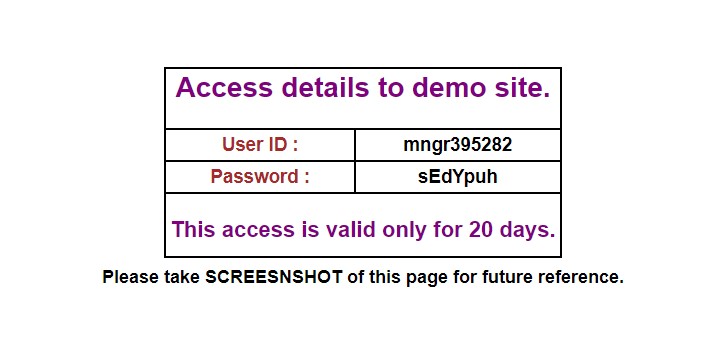 Access details to demo site.
User ID : mngr395282
Password : sEdYpuh
This access is valid only for 20 days.
Please take SCREESNSHOT of this page for future reference.